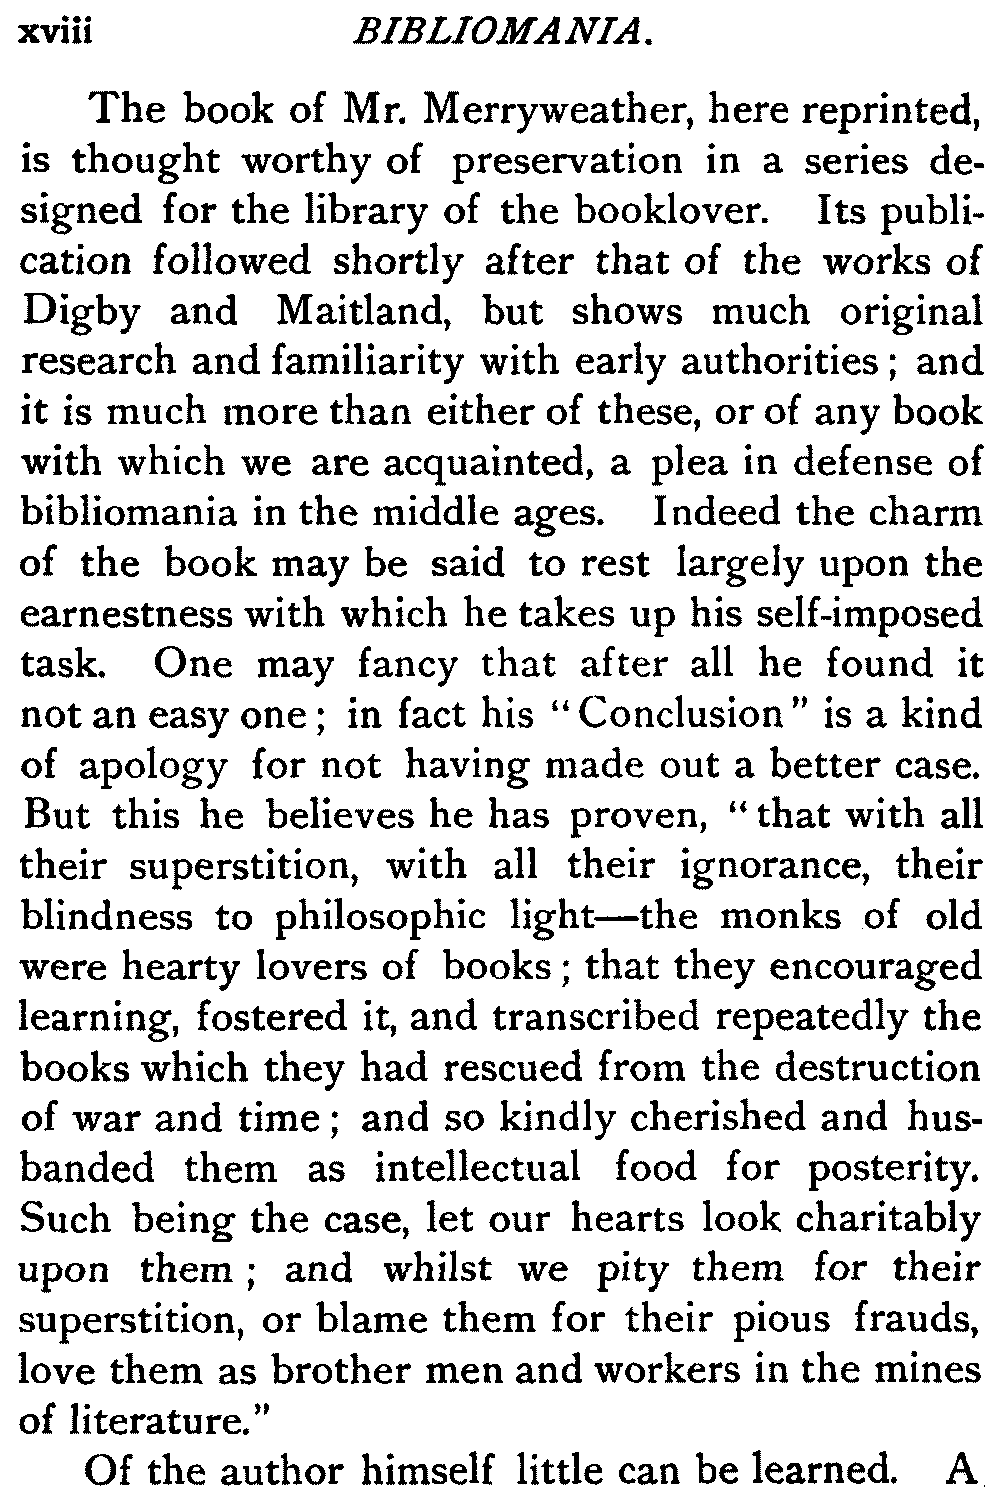 xviii BIBLIOMANIA.
The book of Mr. Merryweather, here reprinted,
is thought worthy of preservation in a series de-
signed for the library of the booklover. Its publi-
cation followed shortly after that of the works of
Digby and Maitland, but shows much original
research and familiarity with early authorities ; and
it is much more than either of these, or of any book
with which we are acquainted, a plea in defense of
bibliomania in the middle ages. Indeed the charm
of the book may be said to rest largely upon the
earnestness with which he takes up his self-imposed
task. One may fancy that after all he found it
not an easy one ; in fact his "Conclusion" is a kind
of apology for not having made out a better case.
But this he believes he has proven, "that with all
their superstition, with all their ignorance, their
blindness to philosophic light—the monks of old
were hearty lovers of books ; that they encouraged
learning, fostered it, and transcribed repeatedly the
books which they had rescued from the destruction
of war and time ; and so kindly cherished and hus-
banded them as intellectual food for posterity.
Such being the case, let our hearts look charitably
upon them ; and whilst we pity them for their
superstition, or blame them for their pious frauds,
love them as brother men and workers in the mines
of literature."
Of the author himself little can be learned. A